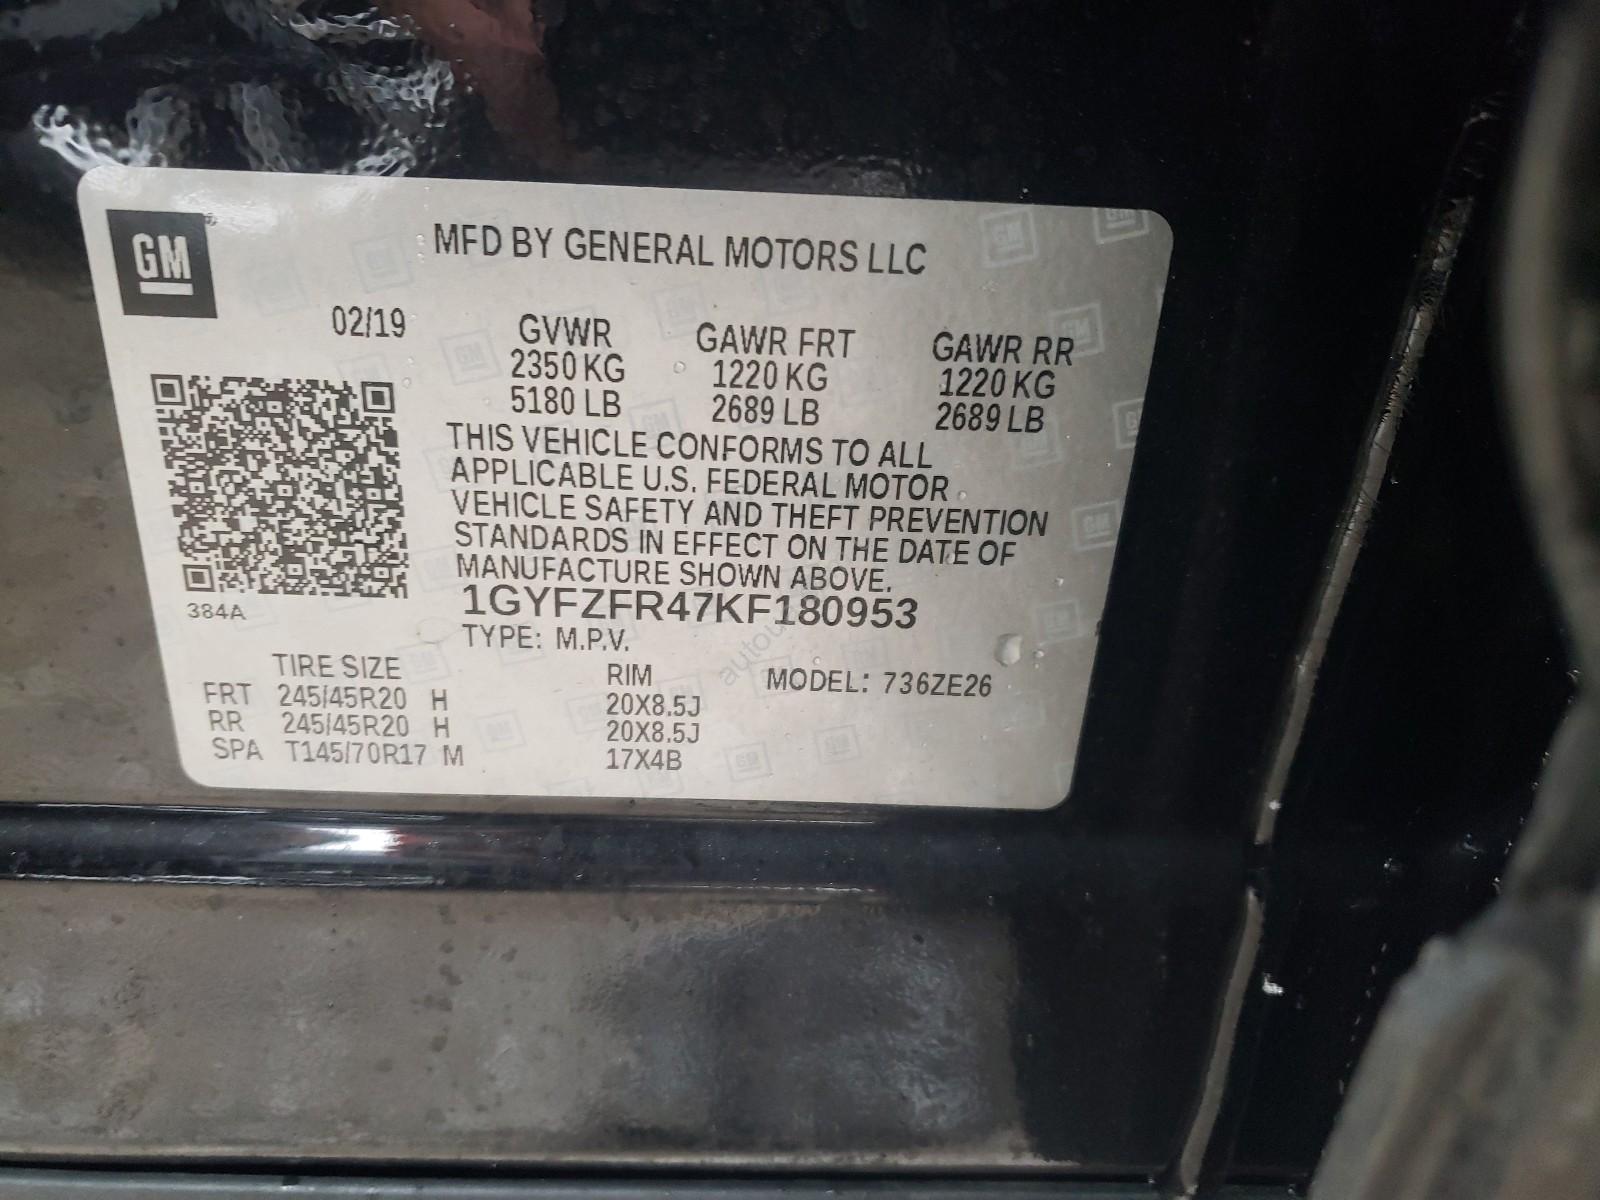 GM
MFD BY GENERAL MOTORS LLC
02/19
GVWR GAWR FRT GAWR RR
2350 KG 1220 KG 1220 KG
5180 LB 2689 LB 2689 LB
THIS VEHICLE CONFORMS TO ALL
APPLICABLE U.S. FEDERAL MOTOR
VEHICLE SAFETY AND THEFT PREVENTION
STANDARDS IN EFFECT ON THE DATE OF
MANUFACTURE SHOWN ABOVE.
384A
1GYFZFR47KF180953
TYPE: M.P.V.
TIRE SIZE RIM MODEL: 736ZE26
FRT 245/45R20 H 20X8.5J
RR 245/45R20 H 20X8.5J
SPA T145/70R17 M 17X4B